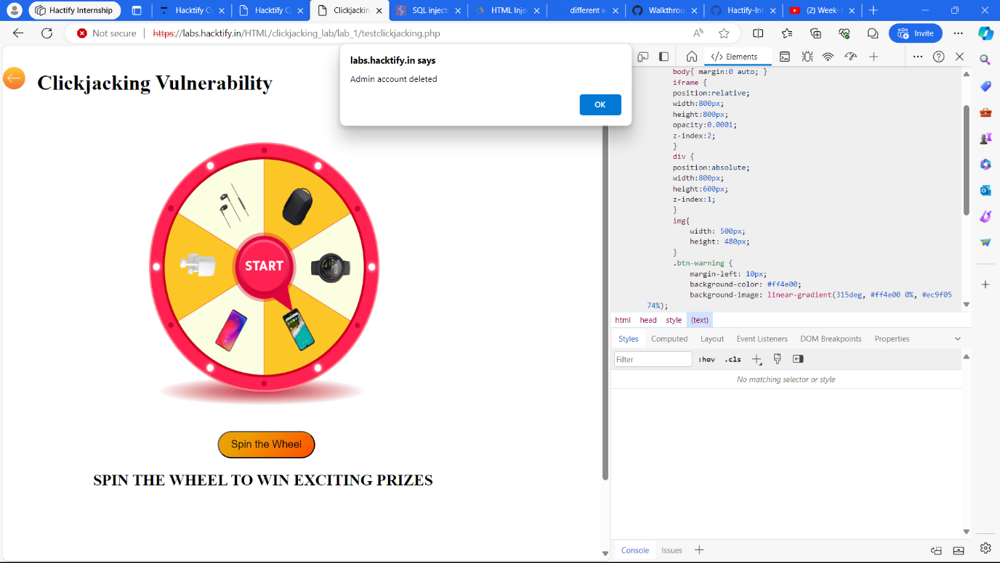 Hactify Internship
Hacktify Cy
Hacktify Cy
Clickjackin
SQL injecti
HTML Inje
different w
Walkthrou
Hactify-Int
(2) Week-
Not secure
https://labs.hacktify.in/HTML/clickjacking_lab/lab_1/testclickjacking.php
Invite
labs.hacktify.in says
Admin account deleted
OK
Clickjacking Vulnerability
START
Spin the Wheel
SPIN THE WHEEL TO WIN EXCITING PRIZES
Elements
body{ margin:0 auto; }
iframe {
position:relative;
width:800px;
height:800px;
opacity:0.0001;
z-index:2;
}
div {
position:absolute;
width:800px;
height:600px;
z-index:1;
}
img{
width: 500px;
height: 480px;
}
.btn-warning {
margin-left: 10px;
background-color: #ff4e00;
background-image: linear-gradient(315deg, #ff4e00 0%, #ec9f05
74%);
html head style (text)
Styles Computed Layout Event Listeners DOM Breakpoints Properties
Filter :hov .cls
No matching selector or style
Console Issues